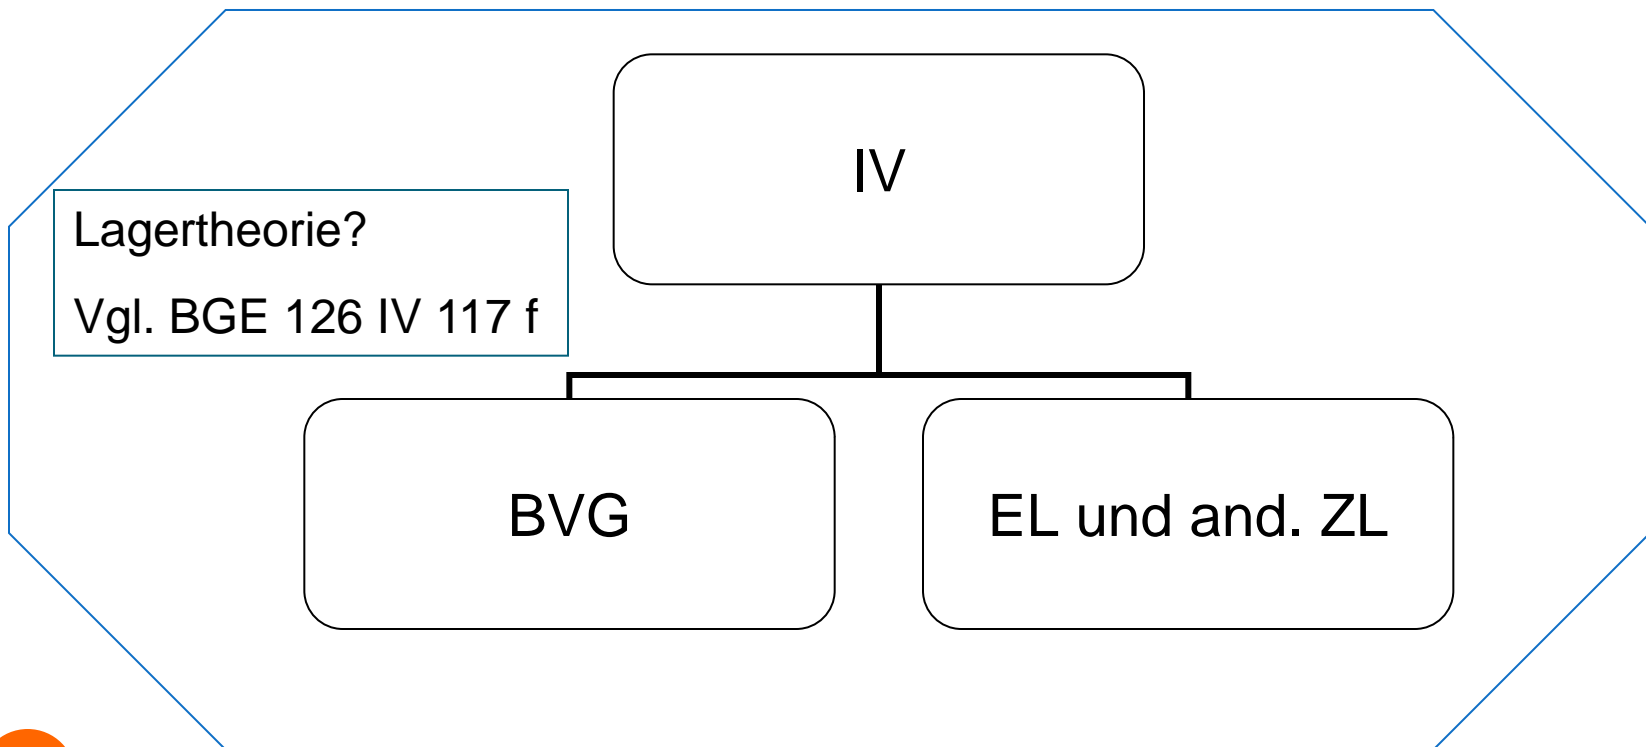 IV
Lagertheorie?
Vgl. BGE 126 IV 117 f
BVG
EL und and. ZL